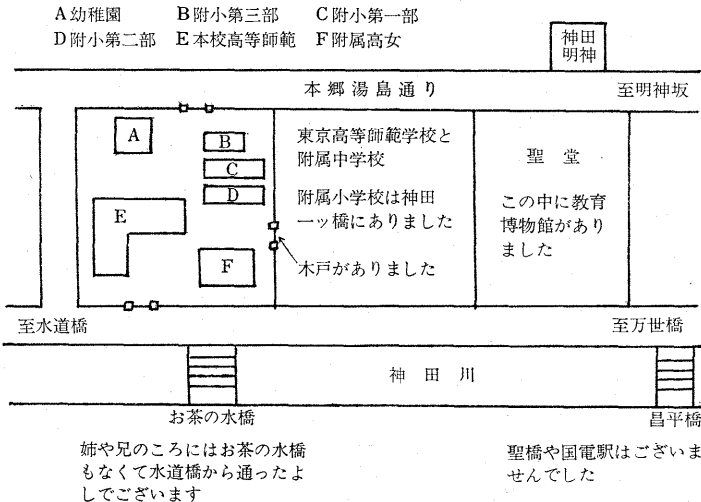 A幼稚園　B附小第三部　C附小第一部
D附小第二部　E本校高等師範　F附属高女
神田
明神
本郷湯島通り
至明神坂
A
B
C
D
E
F
東京高等師範学校と
附属中学校
附属小学校は神田
一ッ橋にありました
木戸がありました
聖堂
この中に教育
博物館があり
ました
至水道橋
至万世橋
神田川
お茶の水橋
昌平橋
姉や兄のころにはお茶の水橋
もなくて水道橋から通ったよ
しでございます
聖橋や国電駅はございま
せんでした